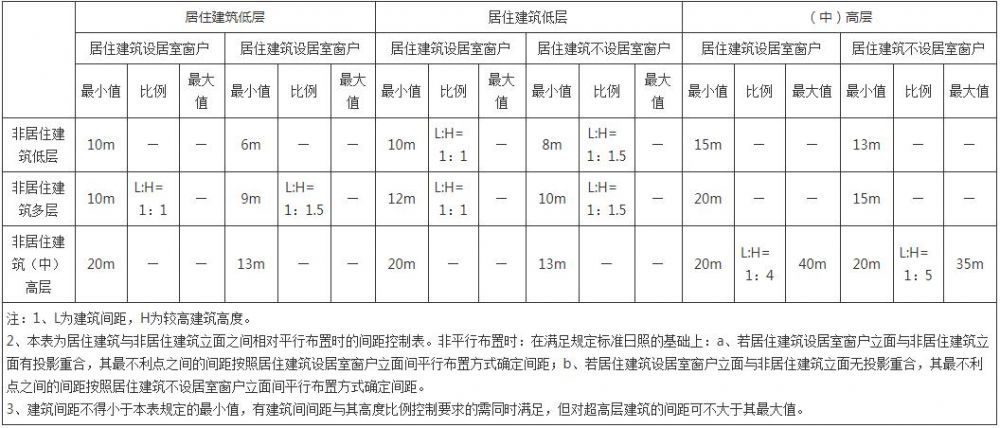 居住建筑低层 居住建筑低层 （中）高层
居住建筑设居室窗户 居住建筑设居室窗户 居住建筑设居室窗户 居住建筑不设居室窗户 居住建筑设居室窗户 居住建筑不设居室窗户
最小值 比例 最大值 最小值 比例 最大值 最小值 比例 最大值 最小值 比例 最大值 最小值 比例 最大值 最小值 比例 最大值
非居住建筑低层 10m — — 6m — — 10m L:H=1：1 — 8m L:H=1：1.5 — 15m — — 13m — —
非居住建筑多层 10m L:H=1：1 — 9m L:H=1：1.5 — 12m L:H=1：1 — 10m L:H=1：1.5 — 20m — — 15m — —
非居住建筑（中）高层 20m — — 13m — — 20m — — 13m — — 20m L:H=1：4 40m 20m L:H=1：5 35m
注：1、L为建筑间距，H为较高建筑高度。
2、本表为居住建筑与非居住建筑立面之间相对平行布置时的间距控制表。非平行布置时：在满足规定标准日照的基础上：a、若居住建筑设居室窗户立面与非居住建筑立
面有投影重合，其最不利点之间的间距按照居住建筑设居室窗户立面间平行布置方式确定间距；b、若居住建筑设居室窗户立面与非居住建筑立面无投影重合，其最不利
点之间的间距按照居住建筑不设居室窗户立面间平行布置方式确定间距。
3、建筑间距不得小于本表规定的最小值，有建筑间间距与其高度比例控制要求的需同时满足，但对超高层建筑的间距可不大于其最大值。